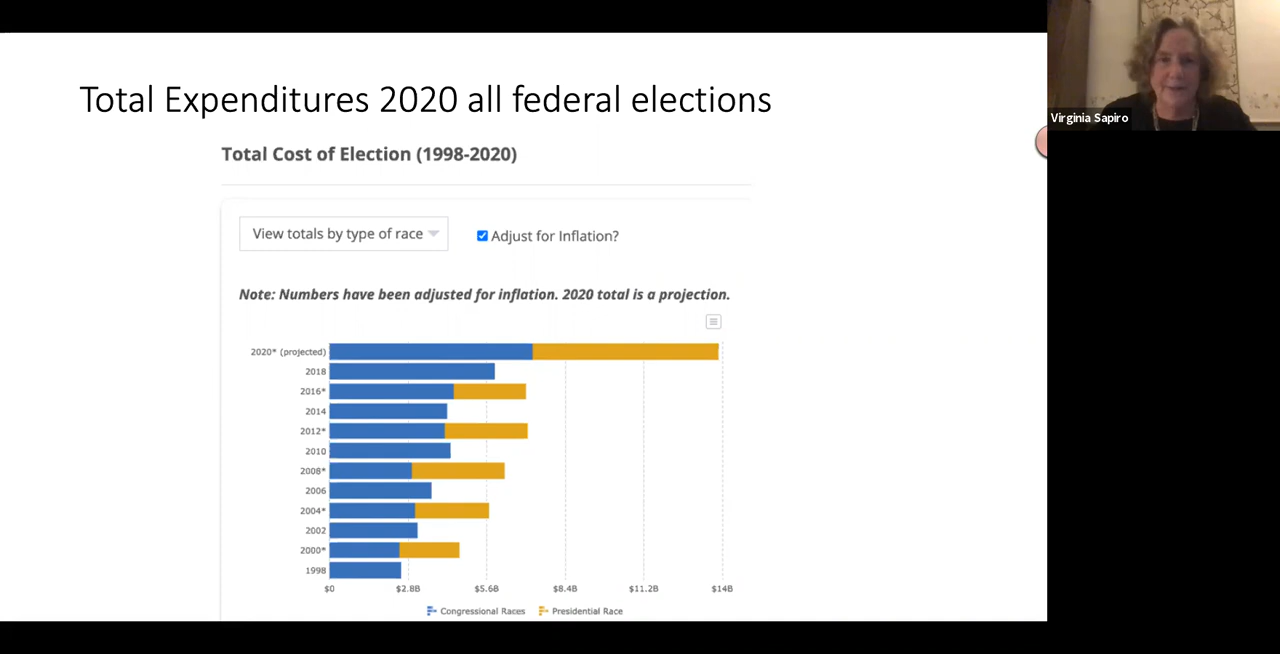 Total Expenditures 2020 all federal elections
Virginia Sapiro
Total Cost of Election (1998-2020)
View totals by type of race
Adjust for Inflation?
Note: Numbers have been adjusted for inflation. 2020 total is a projection.
2020* (projected)
2018
2016*
2014
2012*
2010
2008*
2006
2004*
2002
2000*
1998
$0 $2.8B $5.6B $8.4B $11.2B $14B
Congressional Races Presidential Race